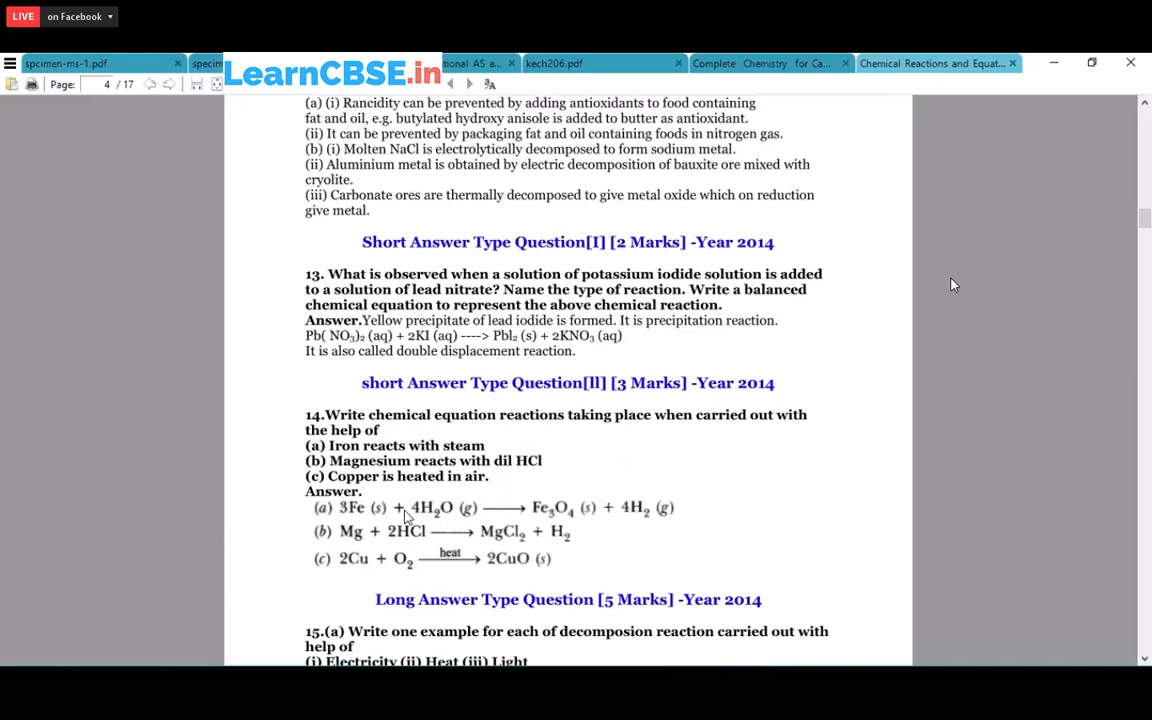 LIVE on Facebook
spcimen-ms-1.pdf specim LearnCBSE.in tional AS a... kech206.pdf Complete Chemistry for Ca... Chemical Reactions and Equat...
Page: 4 / 17
(a) (i) Rancidity can be prevented by adding antioxidants to food containing
fat and oil, e.g. butylated hydroxy anisole is added to butter as antioxidant.
(ii) It can be prevented by packaging fat and oil containing foods in nitrogen gas.
(b) (i) Molten NaCl is electrolytically decomposed to form sodium metal.
(ii) Aluminium metal is obtained by electric decomposition of bauxite ore mixed with
cryolite.
(iii) Carbonate ores are thermally decomposed to give metal oxide which on reduction
give metal.
Short Answer Type Question[I] [2 Marks] -Year 2014
13. What is observed when a solution of potassium iodide solution is added
to a solution of lead nitrate? Name the type of reaction. Write a balanced
chemical equation to represent the above chemical reaction.
Answer.Yellow precipitate of lead iodide is formed. It is precipitation reaction.
Pb( NO₃)₂ (aq) + 2KI (aq) ----> Pbl₂ (s) + 2KNO₃ (aq)
It is also called double displacement reaction.
short Answer Type Question[ll] [3 Marks] -Year 2014
14.Write chemical equation reactions taking place when carried out with
the help of
(a) Iron reacts with steam
(b) Magnesium reacts with dil HCl
(c) Copper is heated in air.
Answer.
(a) 3Fe (s) + 4H₂O (g) ⟶ Fe₃O₄ (s) + 4H₂ (g)
(b) Mg + 2HCl ⟶ MgCl₂ + H₂
heat
(c) 2Cu + O₂ ⟶ 2CuO (s)
Long Answer Type Question [5 Marks] -Year 2014
15.(a) Write one example for each of decomposion reaction carried out with
help of
(i) Electricity (ii) Heat (iii) Light